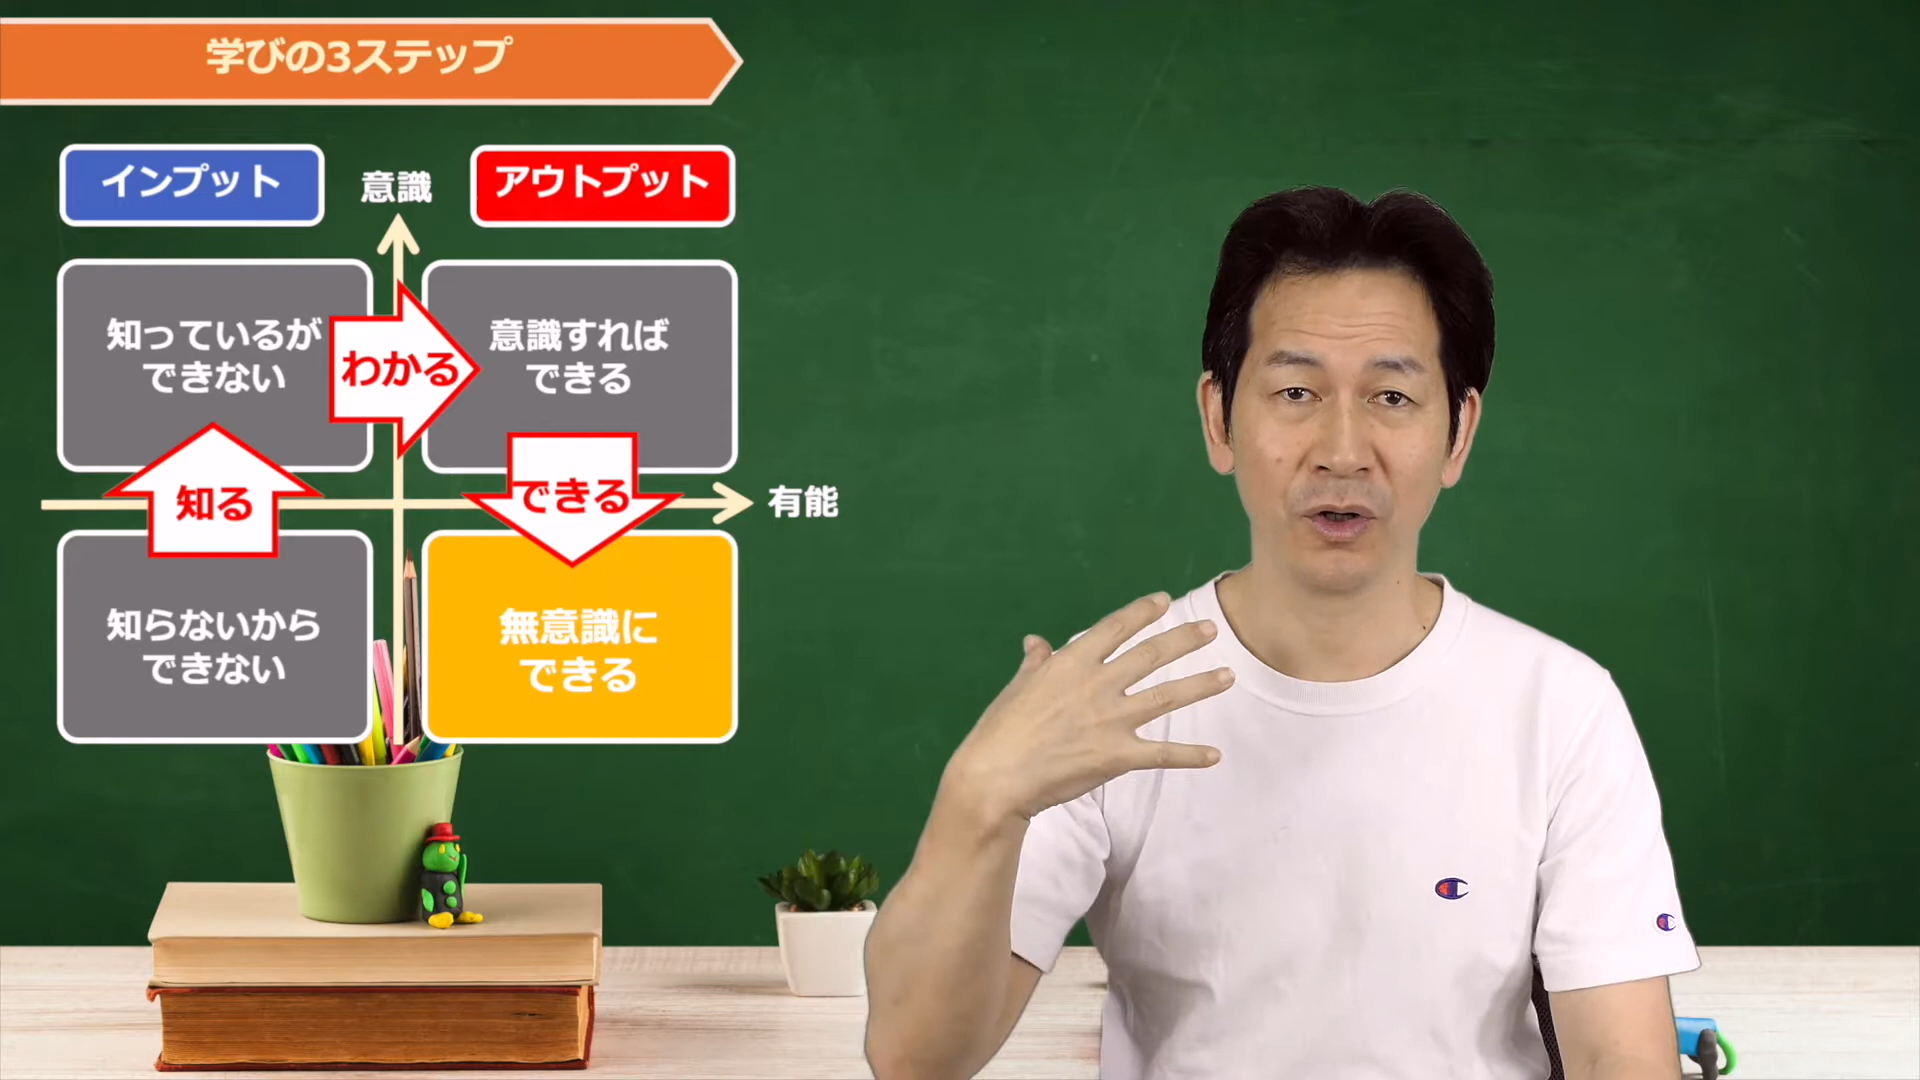 学びの3ステップ
インプット
意識
アウトプット
知っているが
できない
わかる
意識すれば
できる
知る
できる
有能
知らないから
できない
無意識に
できる